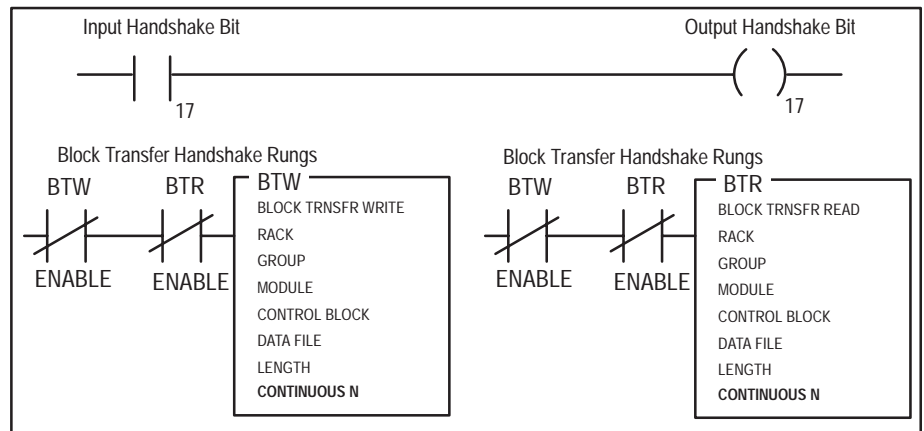 Input Handshake Bit
Output Handshake Bit
17
17
Block Transfer Handshake Rungs
BTW
BTR
ENABLE
ENABLE
BTW
BLOCK TRNSFR WRITE
RACK
GROUP
MODULE
CONTROL BLOCK
DATA FILE
LENGTH
CONTINUOUS N
Block Transfer Handshake Rungs
BTW
BTR
ENABLE
ENABLE
BTR
BLOCK TRNSFR READ
RACK
GROUP
MODULE
CONTROL BLOCK
DATA FILE
LENGTH
CONTINUOUS N